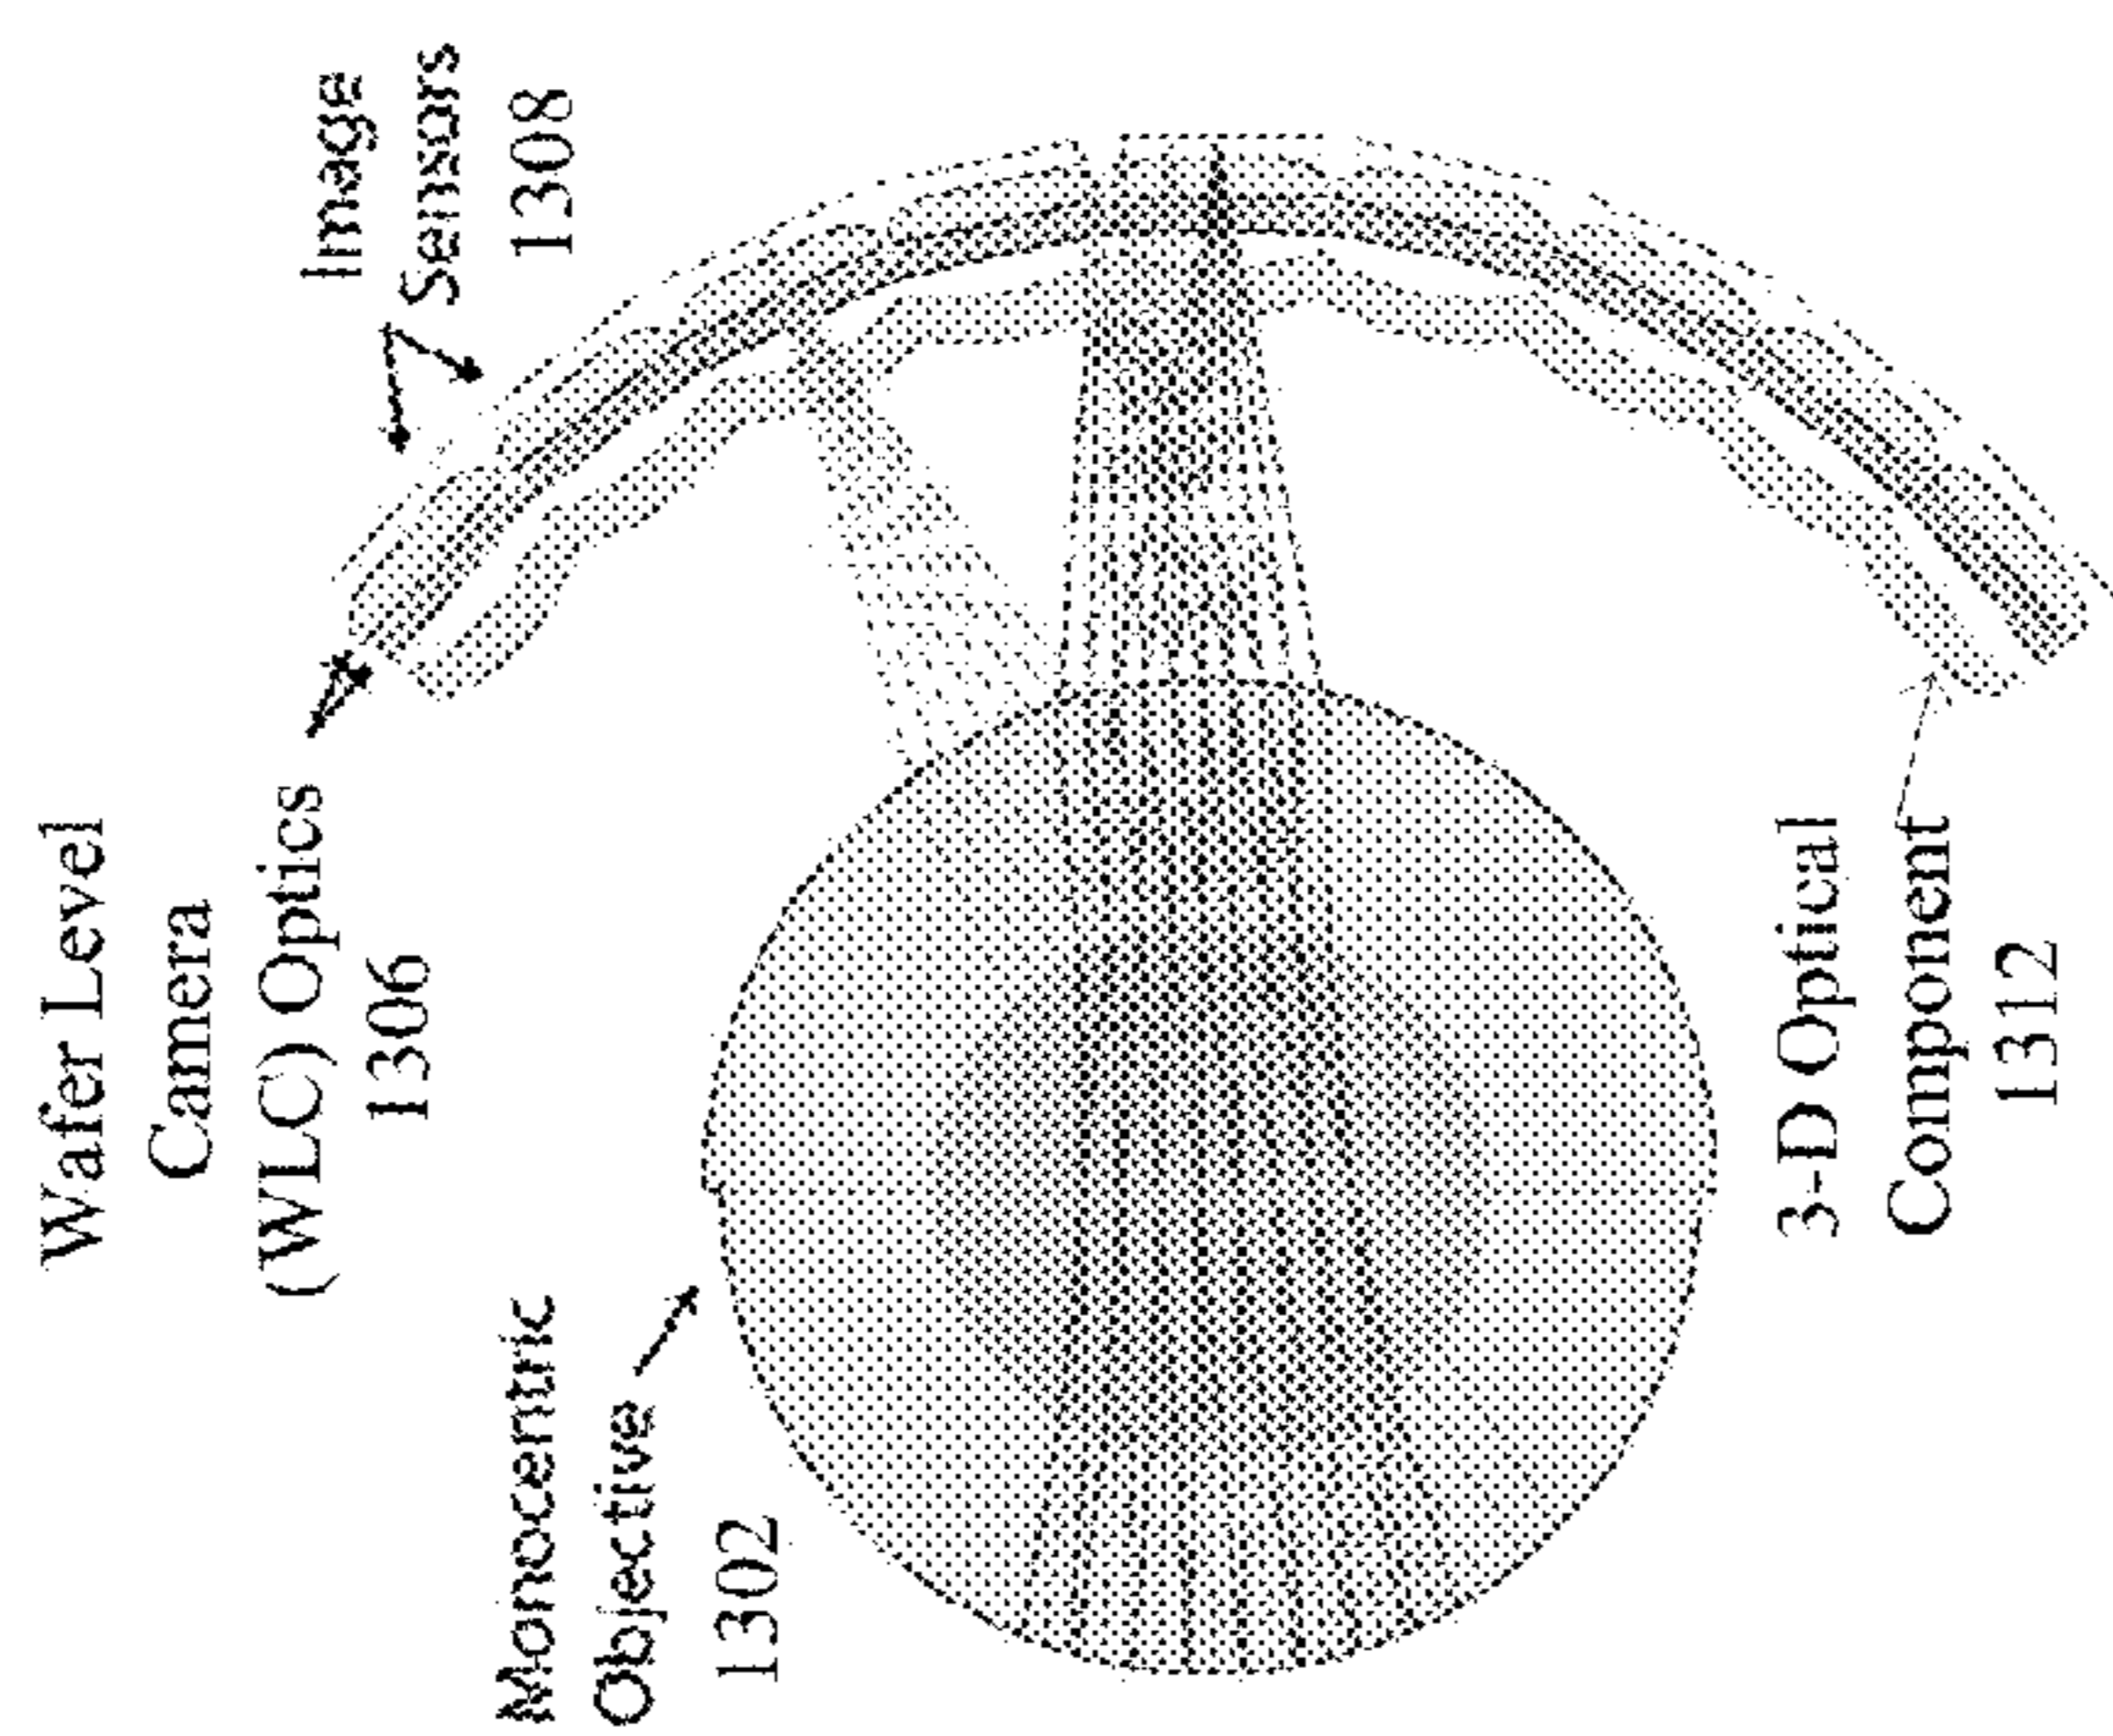 Wafer Level
Camera
(WLC) Optics
1306
Image
Sensors
1308
Monocentric
Objective
1302
3-D Optical
Component
1312